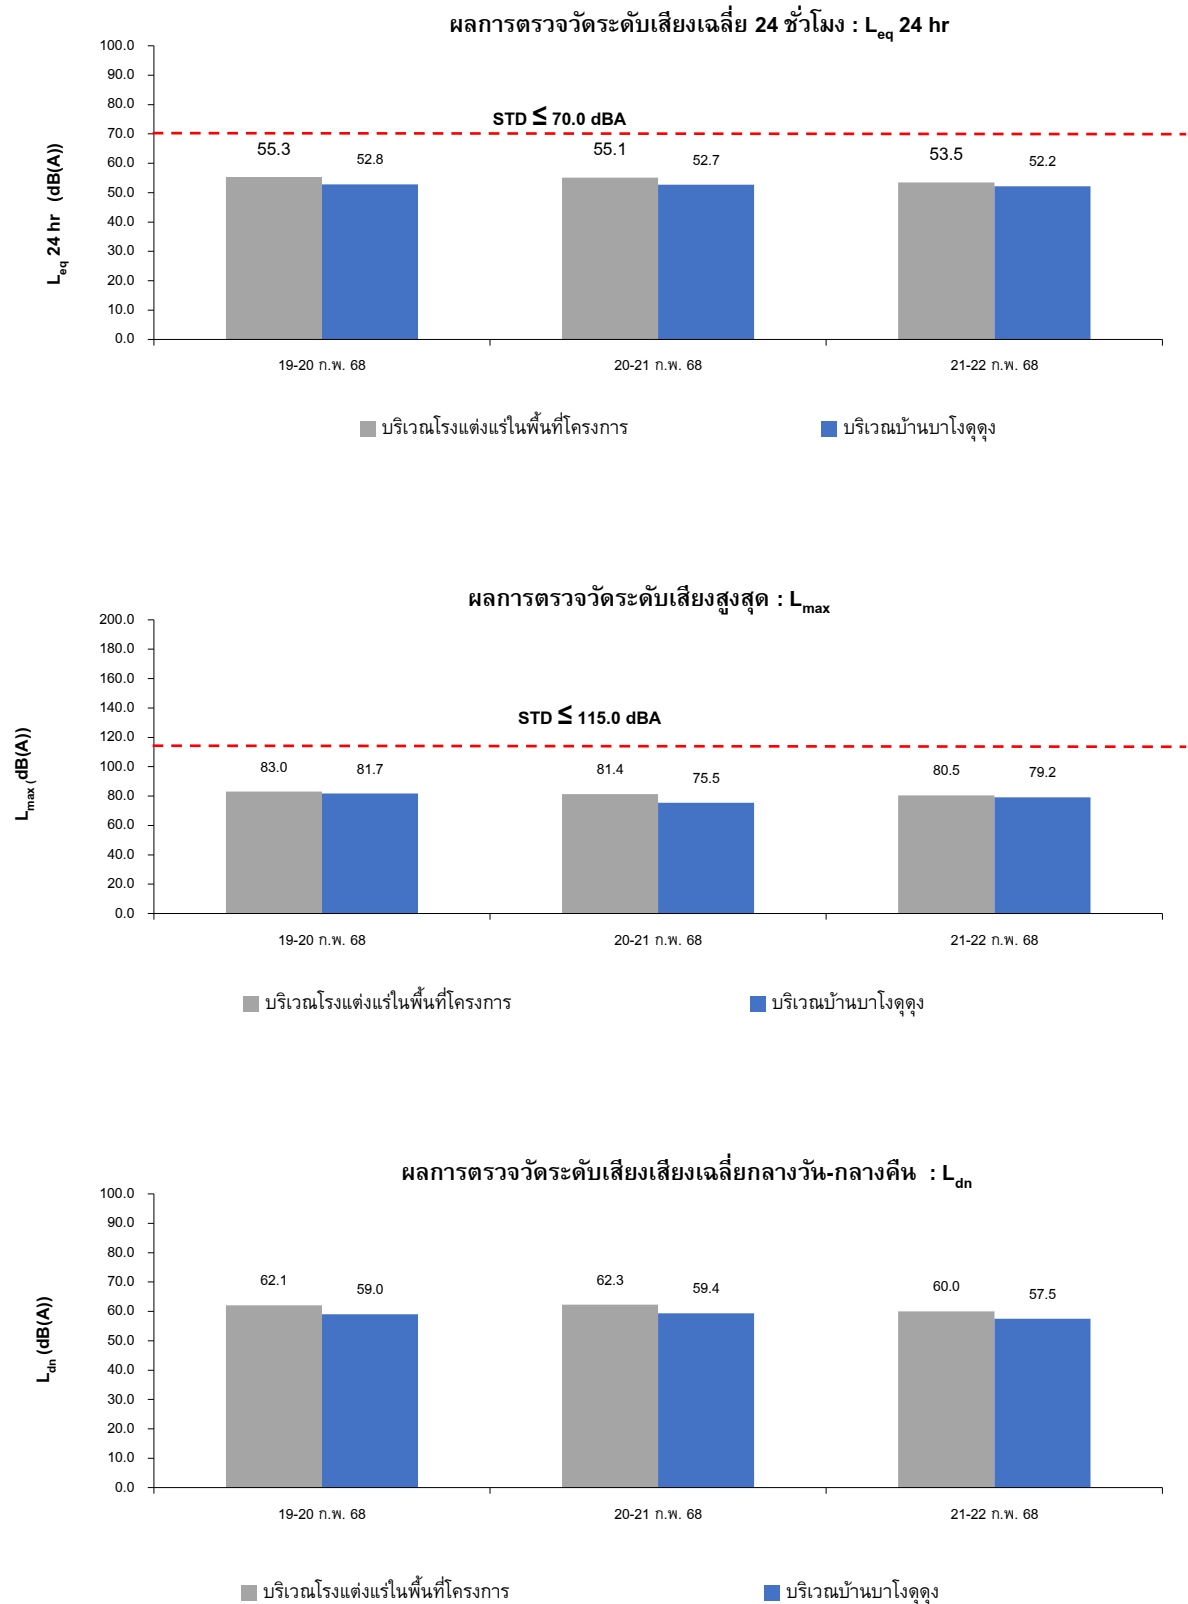 ผลการตรวจวัดระดับเสียงเฉลี่ย 24 ชั่วโมง : Leq 24 hr
100.0
90.0
80.0
70.0
60.0
50.0
40.0
30.0
20.0
10.0
0.0
Leq 24 hr (dB(A))
STD ≤ 70.0 dBA
55.3 52.8 55.1 52.7 53.5 52.2
19-20 ก.พ. 68 20-21 ก.พ. 68 21-22 ก.พ. 68
บริเวณโรงแต่งแร่ในพื้นที่โครงการ บริเวณบ้านบาโงดุดุง
ผลการตรวจวัดระดับเสียงสูงสุด : Lmax
200.0
180.0
160.0
140.0
120.0
100.0
80.0
60.0
40.0
20.0
0.0
Lmax (dB(A))
STD ≤ 115.0 dBA
83.0 81.7 81.4 75.5 80.5 79.2
19-20 ก.พ. 68 20-21 ก.พ. 68 21-22 ก.พ. 68
บริเวณโรงแต่งแร่ในพื้นที่โครงการ บริเวณบ้านบาโงดุดุง
ผลการตรวจวัดระดับเสียงเสียงเฉลี่ยกลางวัน-กลางคืน : Ldn
100.0
90.0
80.0
70.0
60.0
50.0
40.0
30.0
20.0
10.0
0.0
Ldn (dB(A))
62.1 59.0 62.3 59.4 60.0 57.5
19-20 ก.พ. 68 20-21 ก.พ. 68 21-22 ก.พ. 68
บริเวณโรงแต่งแร่ในพื้นที่โครงการ บริเวณบ้านบาโงดุดุง